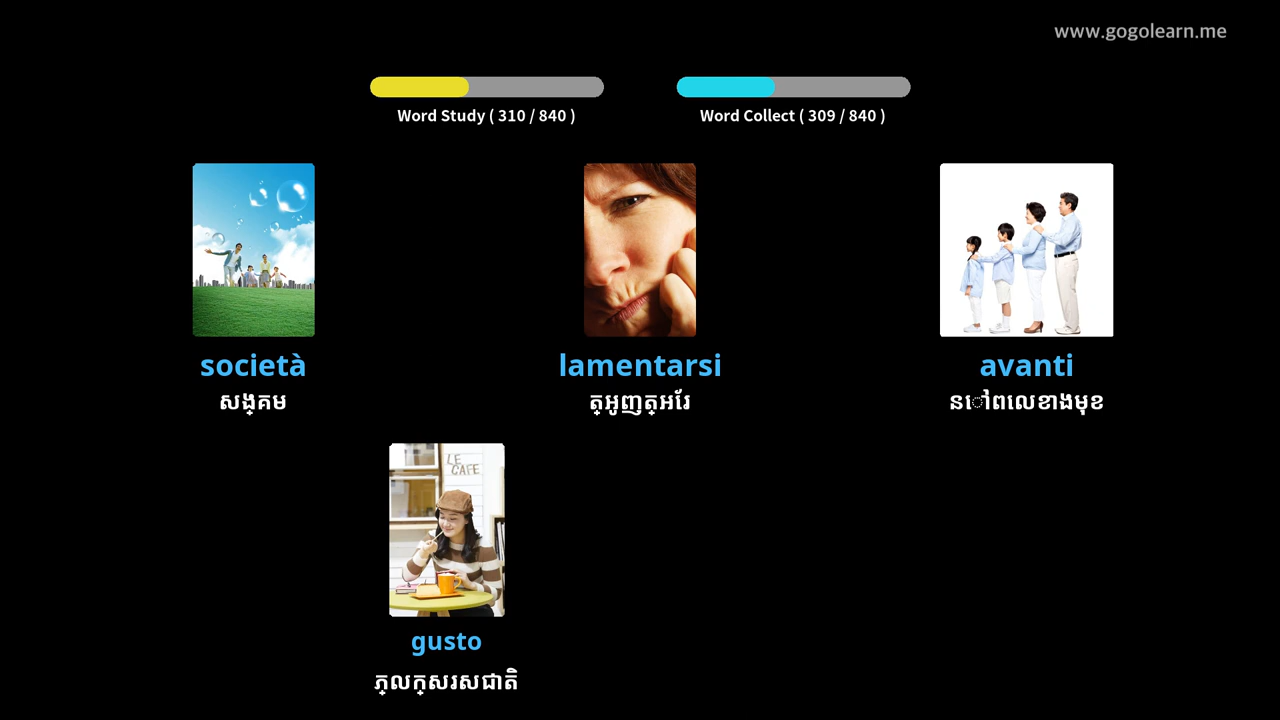 www.gogolearn.me
Word Study ( 310 / 840 )
Word Collect ( 309 / 840 )
società
lamentarsi
avanti
សង្គម
ត្អូញត្អរែ
នៅពលេខាងមុខ
LE
CAFE
gusto
ភ្លក្សរសជាតិ